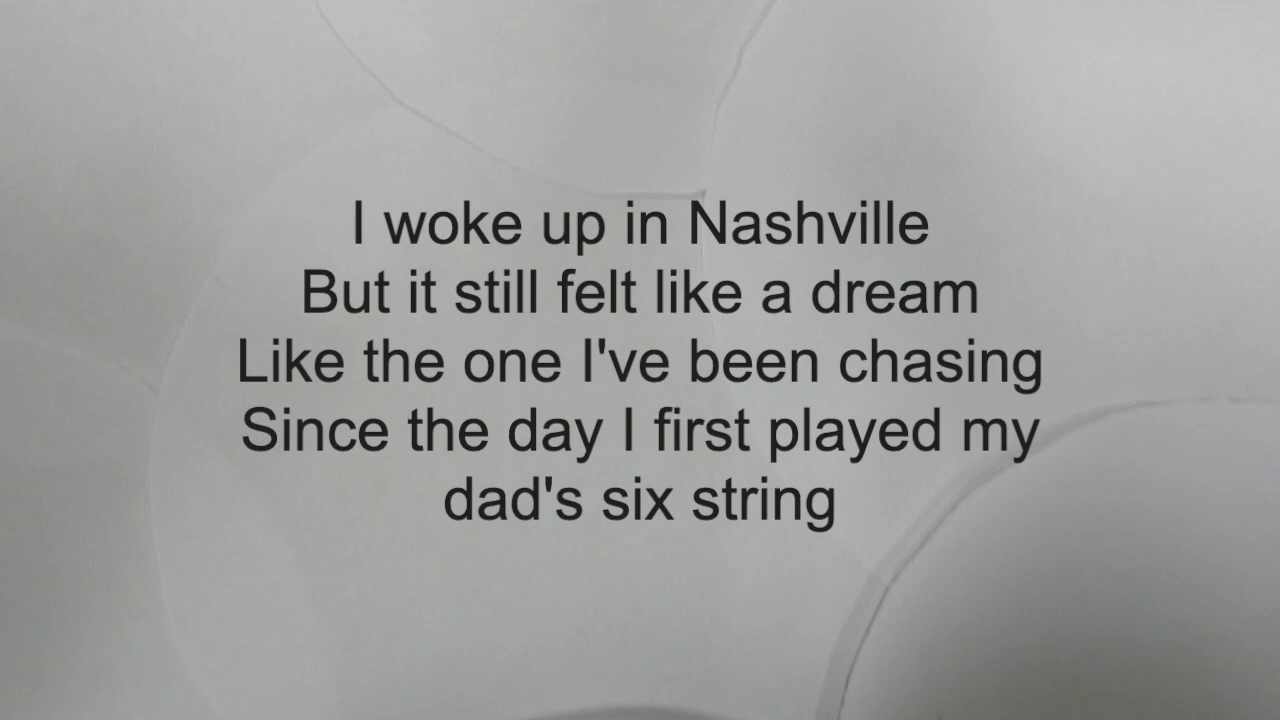 I woke up in Nashville
But it still felt like a dream
Like the one I've been chasing
Since the day I first played my
dad's six string